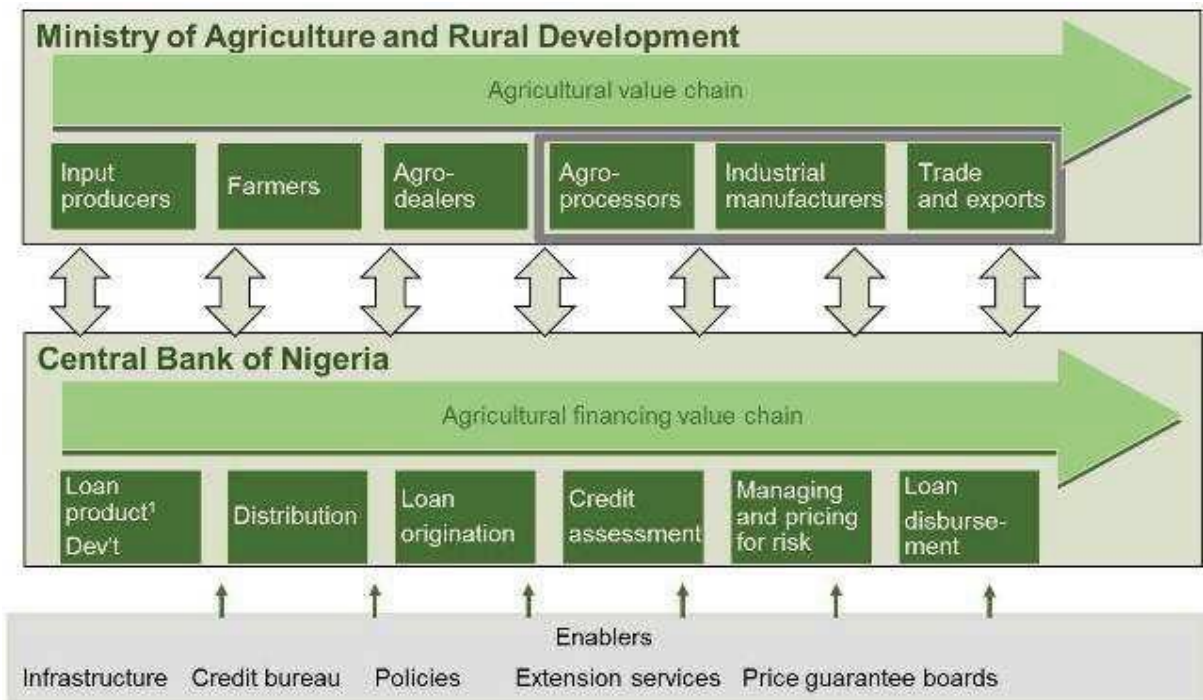 Ministry of Agriculture and Rural Development
Agricultural value chain
Input
producers
Farmers
Agro-
dealers
Agro-
processors
Industrial
manufacturers
Trade
and exports
Central Bank of Nigeria
Agricultural financing value chain
Loan
product¹
Dev't
Distribution
Loan
origination
Credit
assessment
Managing
and pricing
for risk
Loan
disburse-
ment
Enablers
Infrastructure Credit bureau Policies Extension services Price guarantee boards